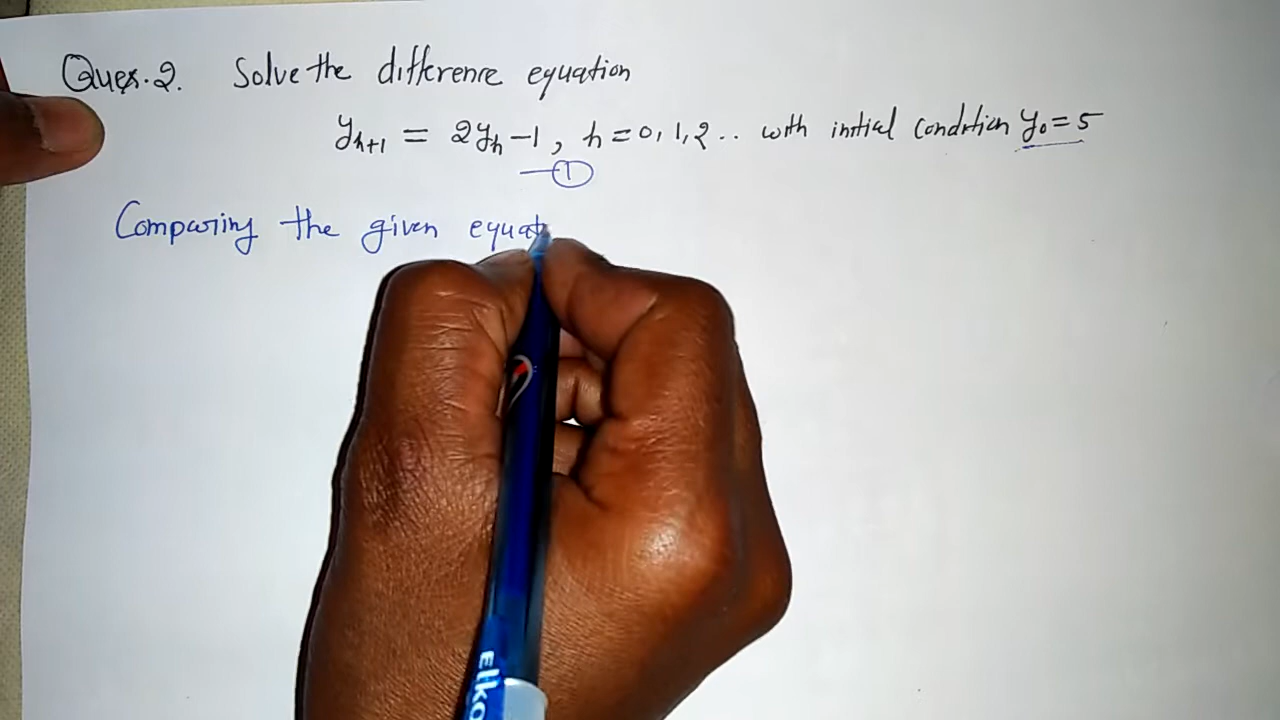 Ques.2. Solve the difference equation
y_{h+1} = 2y_h - 1, h = 0, 1, 2 .. with initial condition y_0 = 5
—①
Comparing the given equat
elko